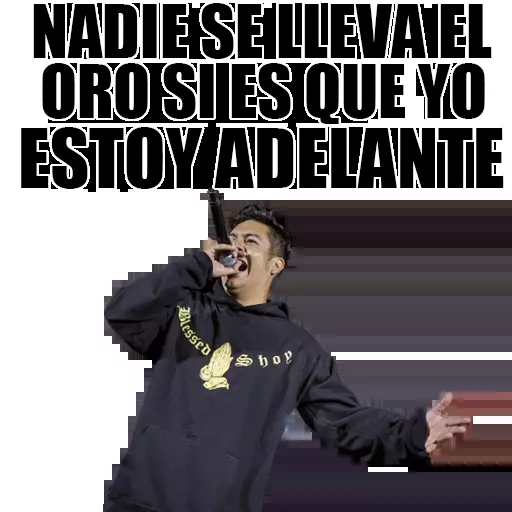 NADIE SE LLEVA EL
ORO SI ES QUE YO
ESTOY ADELANTE
Blessed Shop